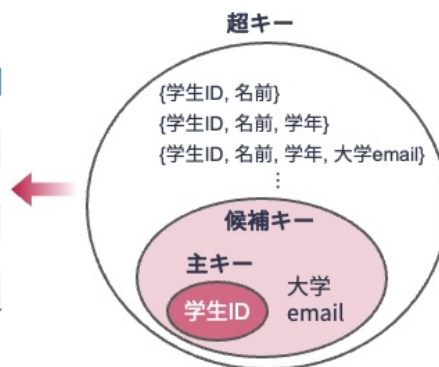 超キー
{学生ID, 名前}
{学生ID, 名前, 学年}
{学生ID, 名前, 学年, 大学email}
⋮
候補キー
主キー
学生ID
大学
email